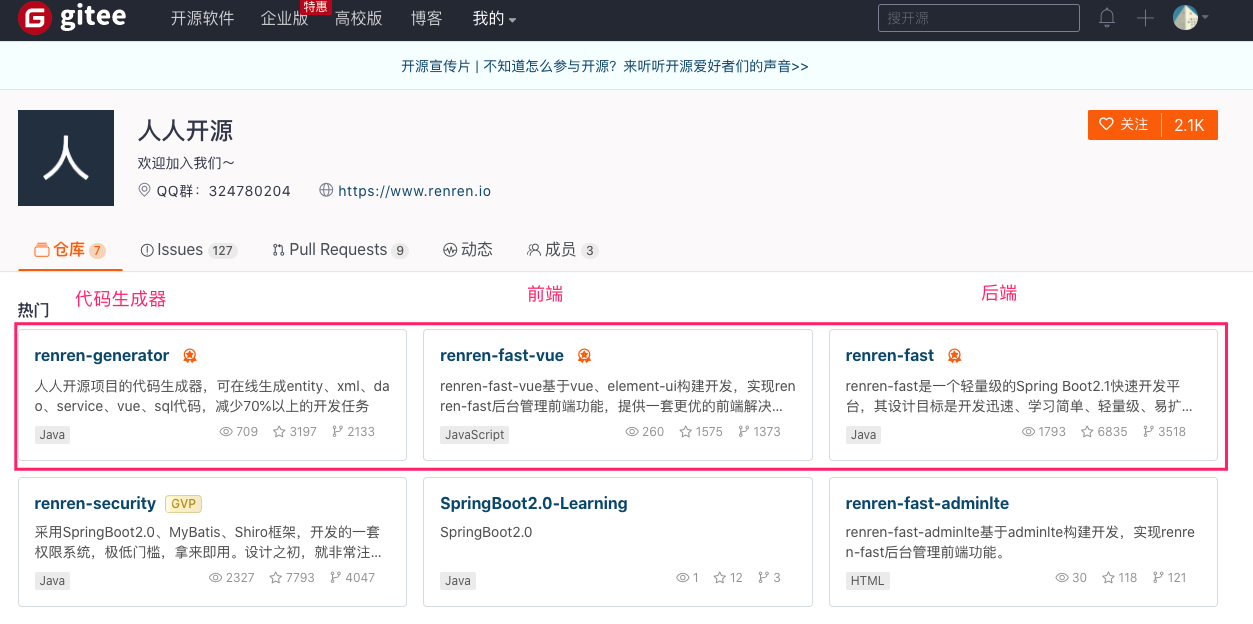 gitee
开源软件
企业版
特惠
高校版
博客
我的
搜开源
开源宣传片 | 不知道怎么参与开源？来听听开源爱好者们的声音>>
人
人人开源
欢迎加入我们～
QQ群：324780204
https://www.renren.io
关注
2.1K
仓库 7
Issues 127
Pull Requests 9
动态
成员 3
热门
代码生成器
前端
后端
renren-generator
人人开源项目的代码生成器，可在线生成entity、xml、da
o、service、vue、sql代码，减少70%以上的开发任务
Java
709
3197
2133
renren-fast-vue
renren-fast-vue基于vue、element-ui构建开发，实现ren
ren-fast后台管理前端功能，提供一套更优的前端解决...
JavaScript
260
1575
1373
renren-fast
renren-fast是一个轻量级的Spring Boot2.1快速开发平
台，其设计目标是开发迅速、学习简单、轻量级、易扩...
Java
1793
6835
3518
renren-security GVP
采用SpringBoot2.0、MyBatis、Shiro框架，开发的一套
权限系统，极低门槛，拿来即用。设计之初，就非常注...
Java
2327
7793
4047
SpringBoot2.0-Learning
SpringBoot2.0
Java
1
12
3
renren-fast-adminlte
renren-fast-adminlte基于adminlte构建开发，实现renre
n-fast后台管理前端功能。
HTML
30
118
121